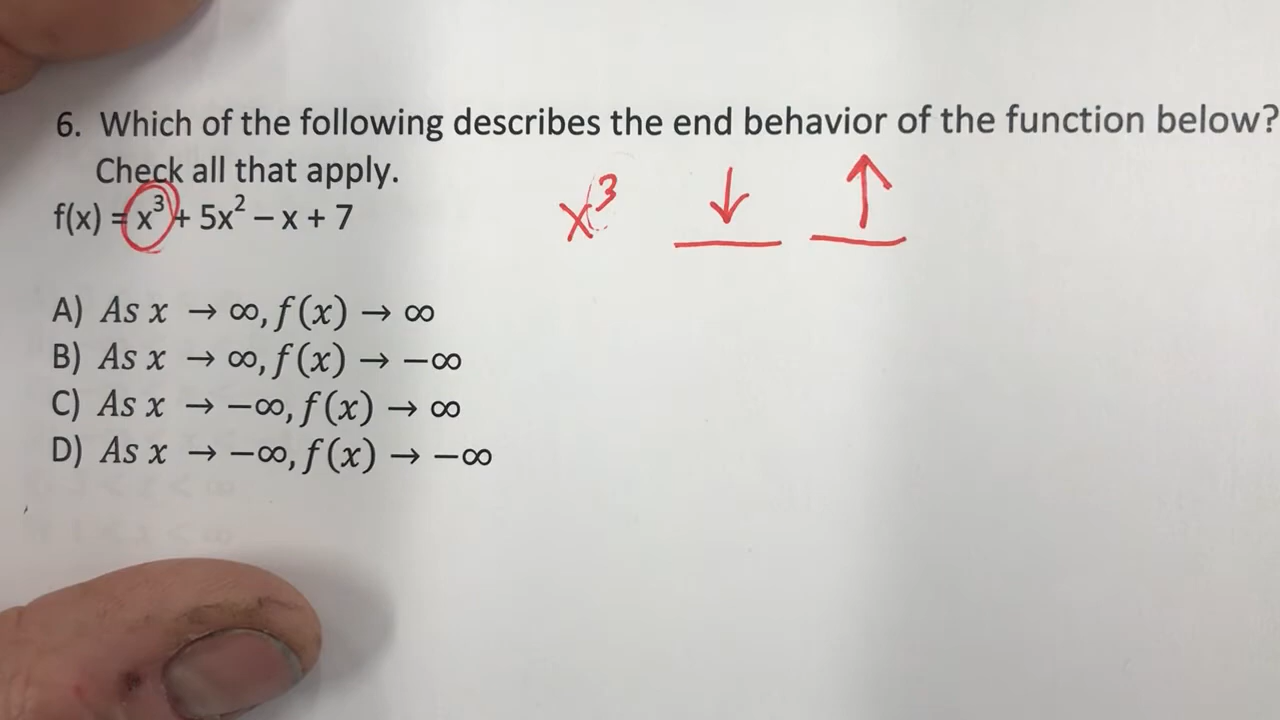 6. Which of the following describes the end behavior of the function below?
Check all that apply.
f(x) = x³ + 5x² – x + 7
x³ ↓ ↑
A) As x → ∞, f(x) → ∞
B) As x → ∞, f(x) → −∞
C) As x → −∞, f(x) → ∞
D) As x → −∞, f(x) → −∞